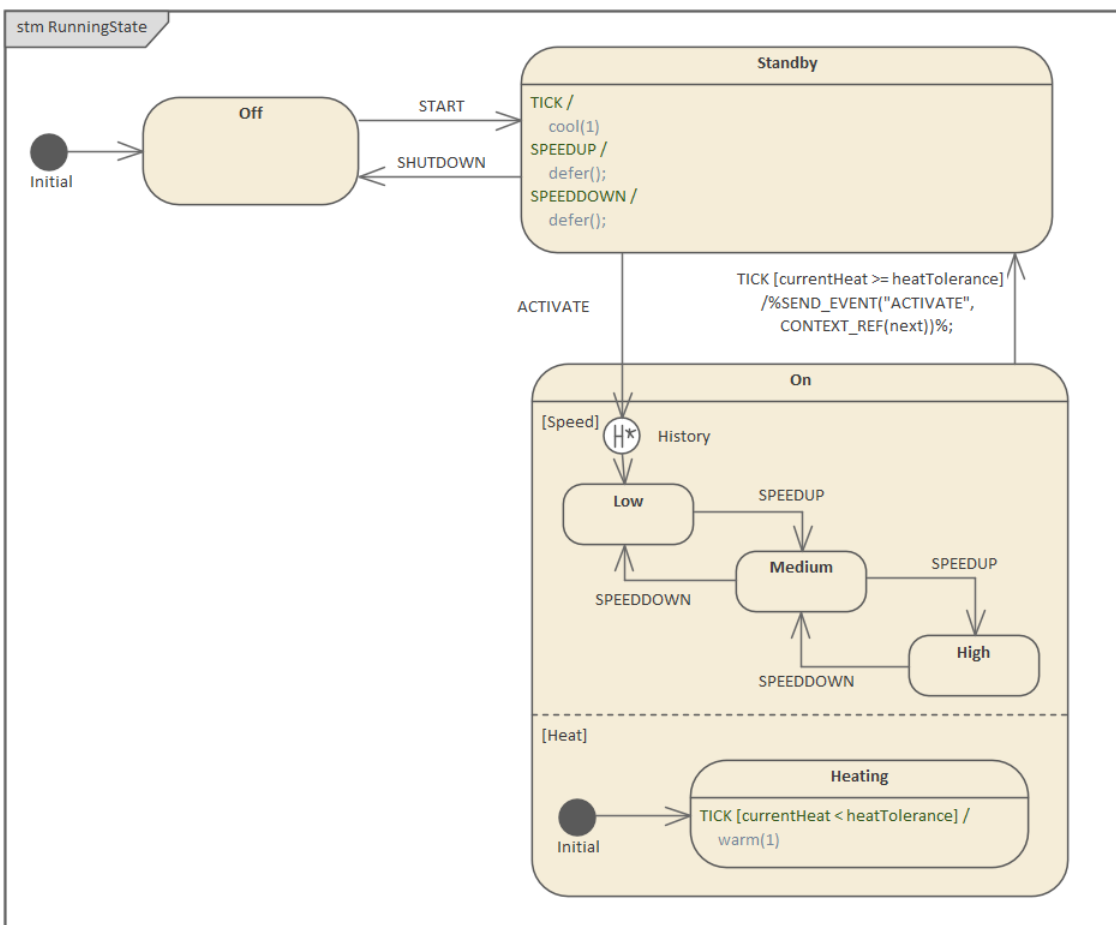 stm RunningState
Standby
TICK /
cool(1)
SPEEDUP /
defer();
SPEEDDOWN /
defer();
Off
START
SHUTDOWN
Initial
ACTIVATE
TICK [currentHeat >= heatTolerance]
/%SEND_EVENT("ACTIVATE",
CONTEXT_REF(next))%;
On
[Speed]
H*
History
Low
SPEEDUP
Medium
SPEEDUP
SPEEDDOWN
High
SPEEDDOWN
[Heat]
Heating
TICK [currentHeat < heatTolerance] /
warm(1)
Initial